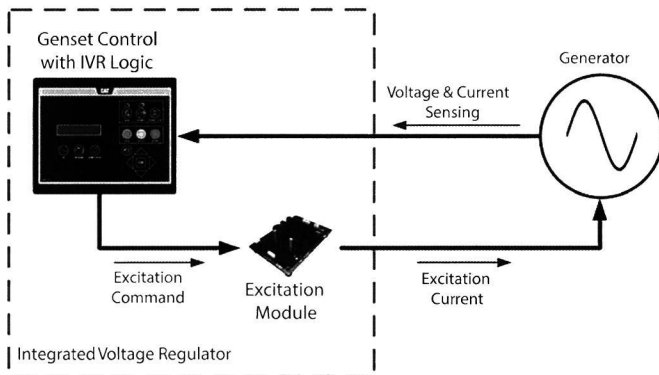 Genset Control
with IVR Logic
CAT
Generator
Voltage & Current
Sensing
Excitation
Command
Excitation
Module
Excitation
Current
Integrated Voltage Regulator